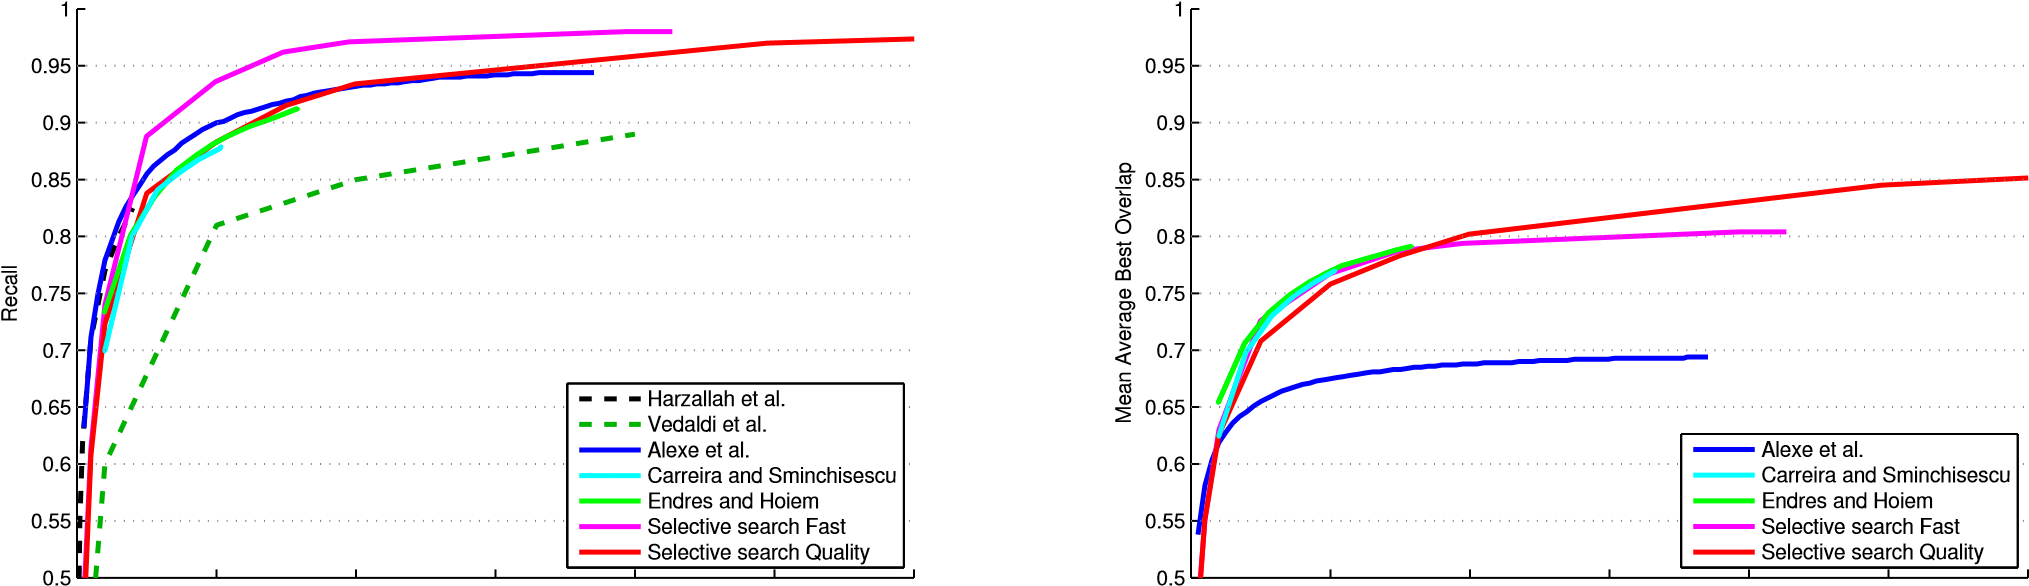 1
0.95
0.9
0.85
0.8
0.75
0.7
0.65
0.6
0.55
0.5
Recall
Harzallah et al.
Vedaldi et al.
Alexe et al.
Carreira and Sminchisescu
Endres and Hoiem
Selective search Fast
Selective search Quality
1
0.95
0.9
0.85
0.8
0.75
0.7
0.65
0.6
0.55
0.5
Mean Average Best Overlap
Alexe et al.
Carreira and Sminchisescu
Endres and Hoiem
Selective search Fast
Selective search Quality